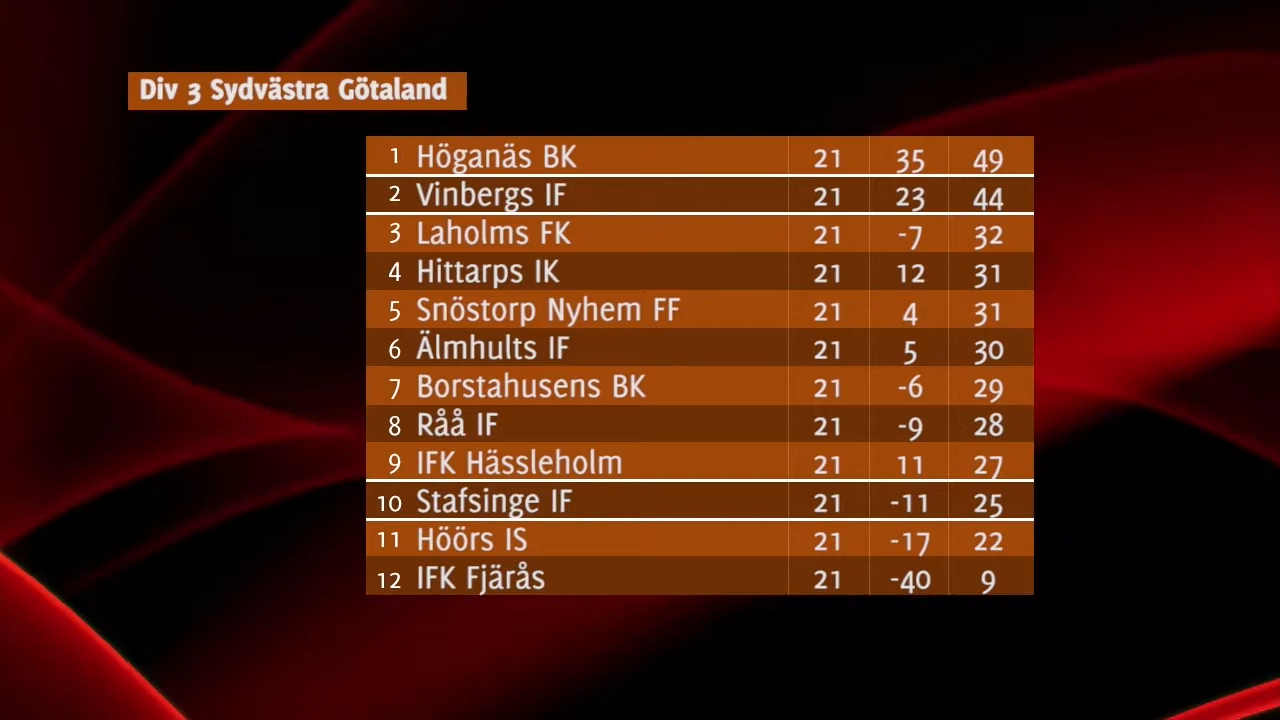 Div 3 Sydvästra Götaland
1 Höganäs BK 21 35 49
2 Vinbergs IF 21 23 44
3 Laholms FK 21 -7 32
4 Hittarps IK 21 12 31
5 Snöstorp Nyhem FF 21 4 31
6 Älmhults IF 21 5 30
7 Borstahusens BK 21 -6 29
8 Råå IF 21 -9 28
9 IFK Hässleholm 21 11 27
10 Stafsinge IF 21 -11 25
11 Höörs IS 21 -17 22
12 IFK Fjärås 21 -40 9